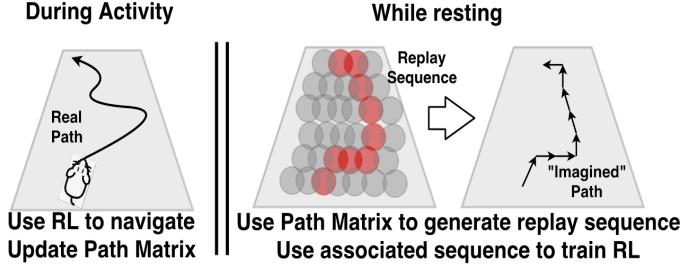 During Activity
While resting
Real
Path
Replay
Sequence
"Imagined"
Path
Use RL to navigate
Update Path Matrix
Use Path Matrix to generate replay sequence
Use associated sequence to train RL